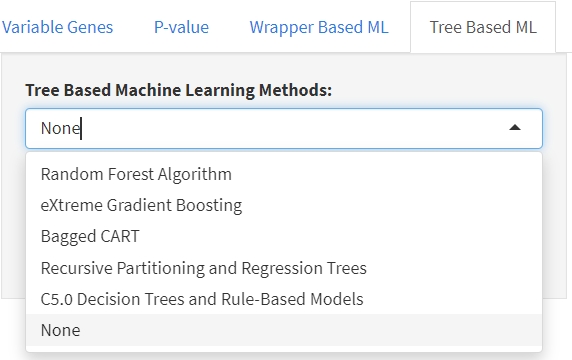 Variable Genes P-value Wrapper Based ML Tree Based ML
Tree Based Machine Learning Methods:
None
Random Forest Algorithm
eXtreme Gradient Boosting
Bagged CART
Recursive Partitioning and Regression Trees
C5.0 Decision Trees and Rule-Based Models
None